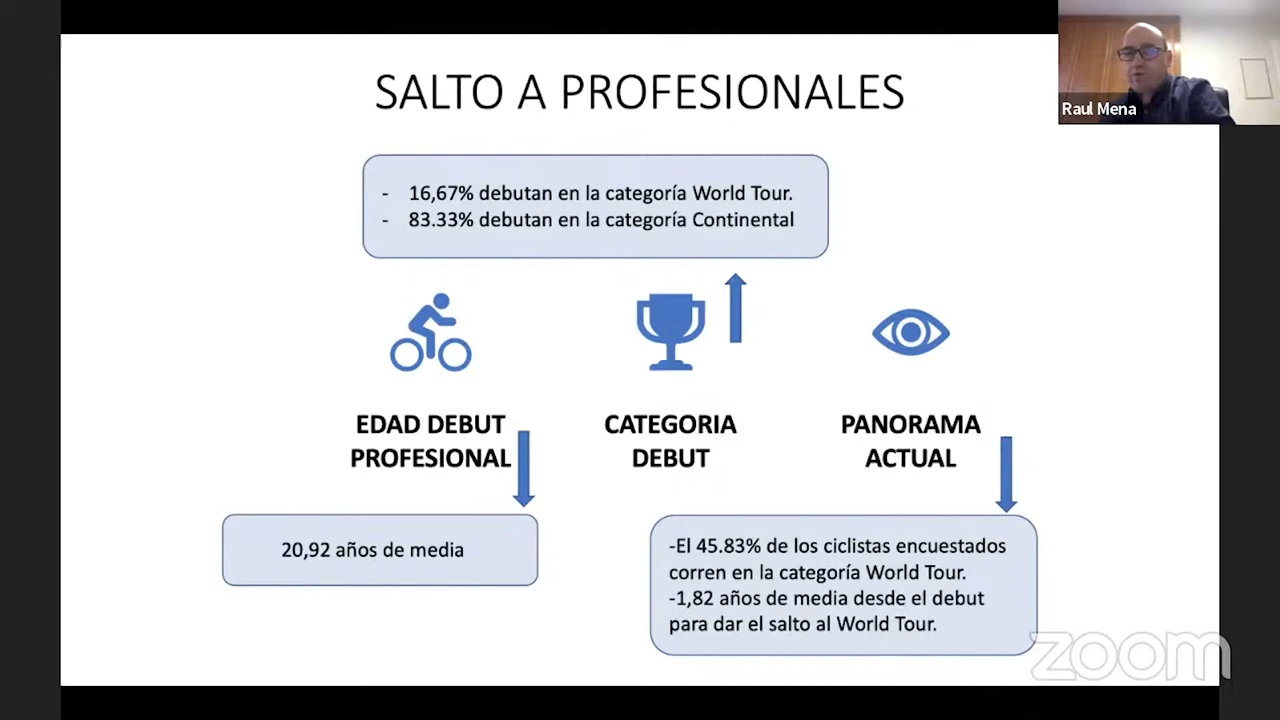 SALTO A PROFESIONALES
Raul Mena
- 16,67% debutan en la categoría World Tour.
- 83.33% debutan en la categoría Continental
EDAD DEBUT
PROFESIONAL
CATEGORIA
DEBUT
PANORAMA
ACTUAL
20,92 años de media
-El 45.83% de los ciclistas encuestados
corren en la categoría World Tour.
-1,82 años de media desde el debut
para dar el salto al World Tour.
zoom